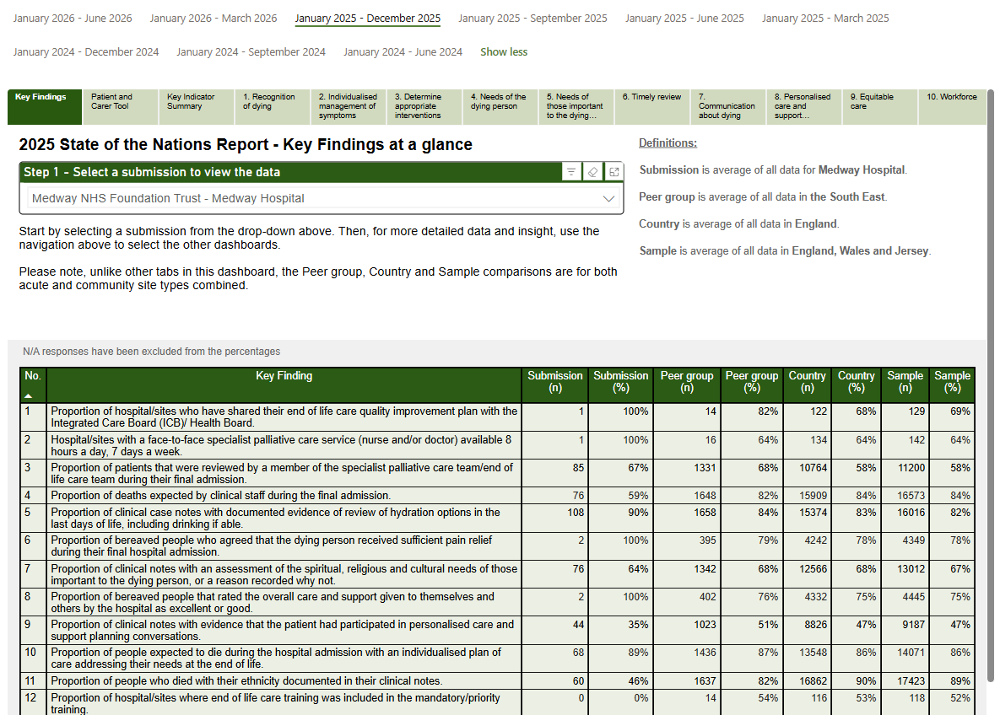 January 2026 - June 2026 January 2026 - March 2026 January 2025 - December 2025 January 2025 - September 2025 January 2025 - June 2025 January 2025 - March 2025
January 2024 - December 2024 January 2024 - September 2024 January 2024 - June 2024 Show less
Key Findings
Patient and
Carer Tool
Key Indicator
Summary
1. Recognition
of dying
2. Individualised
management of
symptoms
3. Determine
appropriate
interventions
4. Needs of the
dying person
5. Needs of
those important
to the dying...
6. Timely review
7.
Communication
about dying
8. Personalised
care and
support...
9. Equitable
care
10. Workforce
2025 State of the Nations Report - Key Findings at a glance
Step 1 - Select a submission to view the data
Medway NHS Foundation Trust - Medway Hospital
Start by selecting a submission from the drop-down above. Then, for more detailed data and insight, use the
navigation above to select the other dashboards.
Please note, unlike other tabs in this dashboard, the Peer group, Country and Sample comparisons are for both
acute and community site types combined.
Definitions:
Submission is average of all data for Medway Hospital.
Peer group is average of all data in the South East.
Country is average of all data in England.
Sample is average of all data in England, Wales and Jersey.
N/A responses have been excluded from the percentages
No. Key Finding Submission (n) Submission (%) Peer group (n) Peer group (%) Country (n) Country (%) Sample (n) Sample (%)
1 Proportion of hospital/sites who have shared their end of life care quality improvement plan with the 1 100% 14 82% 122 68% 129 69%
Integrated Care Board (ICB)/ Health Board.
2 Hospital/sites with a face-to-face specialist palliative care service (nurse and/or doctor) available 8 1 100% 16 64% 134 64% 142 64%
hours a day, 7 days a week.
3 Proportion of patients that were reviewed by a member of the specialist palliative care team/end of 85 67% 1331 68% 10764 58% 11200 58%
life care team during their final admission.
4 Proportion of deaths expected by clinical staff during the final admission. 76 59% 1648 82% 15909 84% 16573 84%
5 Proportion of clinical case notes with documented evidence of review of hydration options in the 108 90% 1658 84% 15374 83% 16016 82%
last days of life, including drinking if able.
6 Proportion of bereaved people who agreed that the dying person received sufficient pain relief 2 100% 395 79% 4242 78% 4349 78%
during their final hospital admission.
7 Proportion of clinical notes with an assessment of the spiritual, religious and cultural needs of those 76 64% 1342 68% 12566 68% 13012 67%
important to the dying person, or a reason recorded why not.
8 Proportion of bereaved people that rated the overall care and support given to themselves and 2 100% 402 76% 4332 75% 4445 75%
others by the hospital as excellent or good.
9 Proportion of clinical notes with evidence that the patient had participated in personalised care and 44 35% 1023 51% 8826 47% 9187 47%
support planning conversations.
10 Proportion of people expected to die during the hospital admission with an individualised plan of 68 89% 1436 87% 13548 86% 14071 86%
care addressing their needs at the end of life.
11 Proportion of people who died with their ethnicity documented in their clinical notes. 60 46% 1637 82% 16862 90% 17423 89%
12 Proportion of hospital/sites where end of life care training was included in the mandatory/priority 0 0% 14 54% 116 53% 118 52%
training.